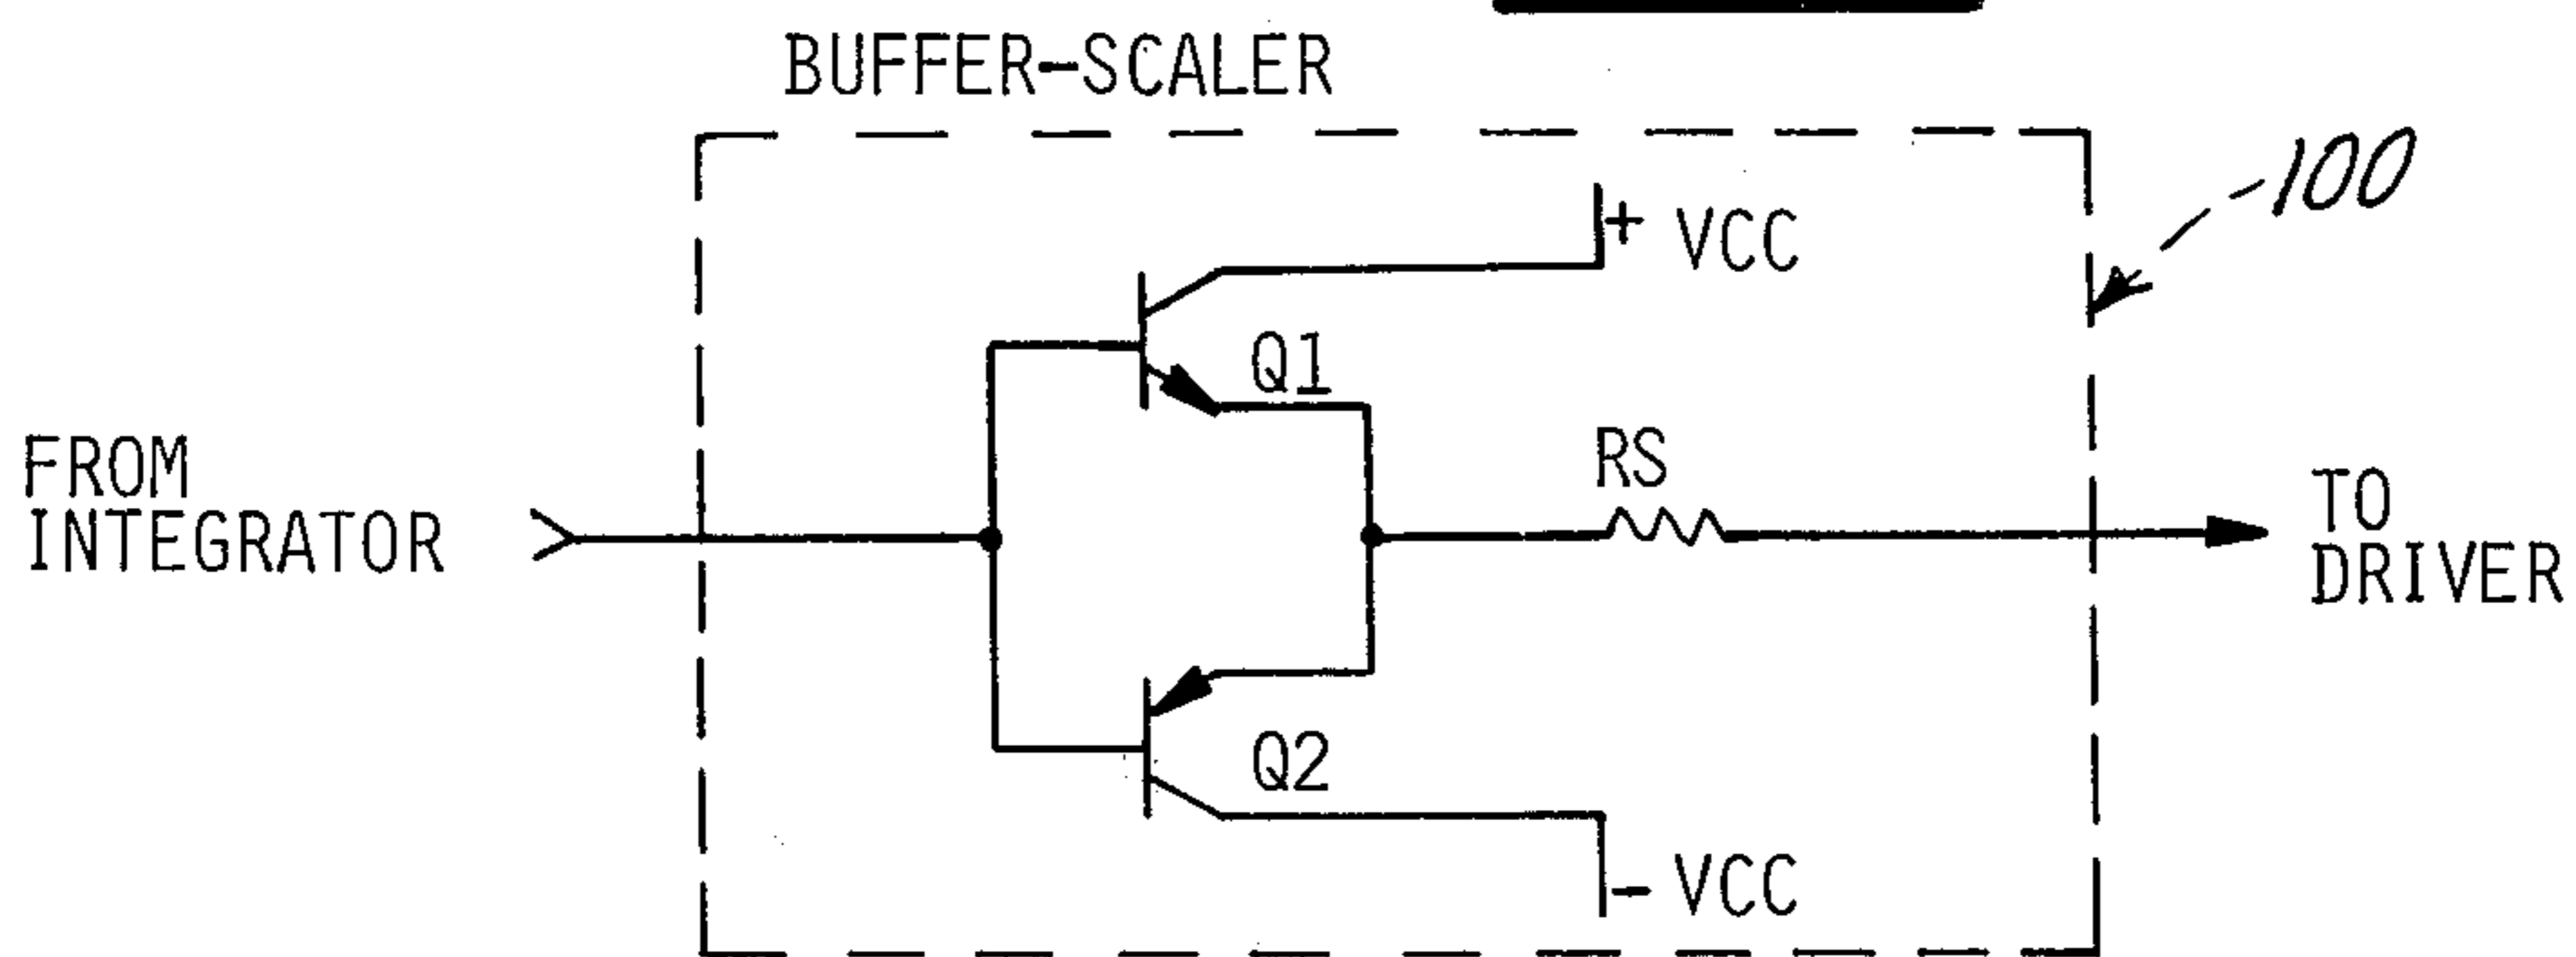 BUFFER-SCALER
100
+ VCC
Q1
RS
FROM
INTEGRATOR
TO
DRIVER
Q2
- VCC